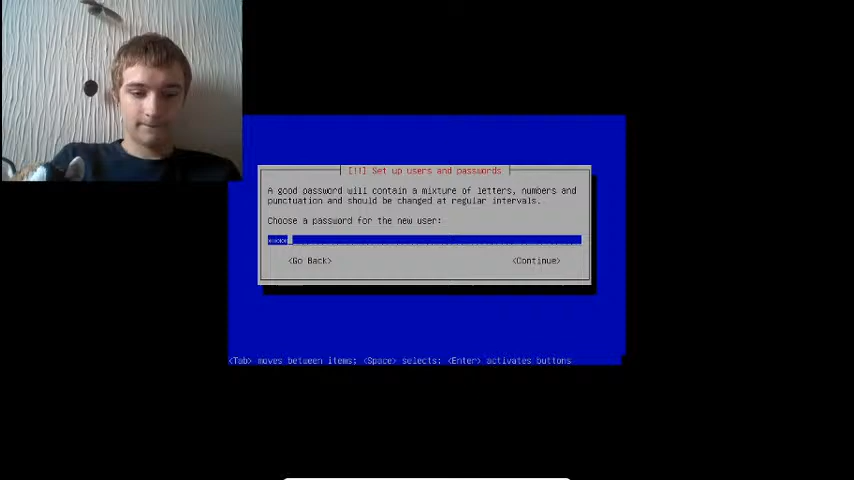 [!!] Set up users and passwords
A good password will contain a mixture of letters, numbers and
punctuation and should be changed at regular intervals.
Choose a password for the new user:
****
<Go Back>
<Continue>
<Tab> moves between items; <Space> selects; <Enter> activates buttons